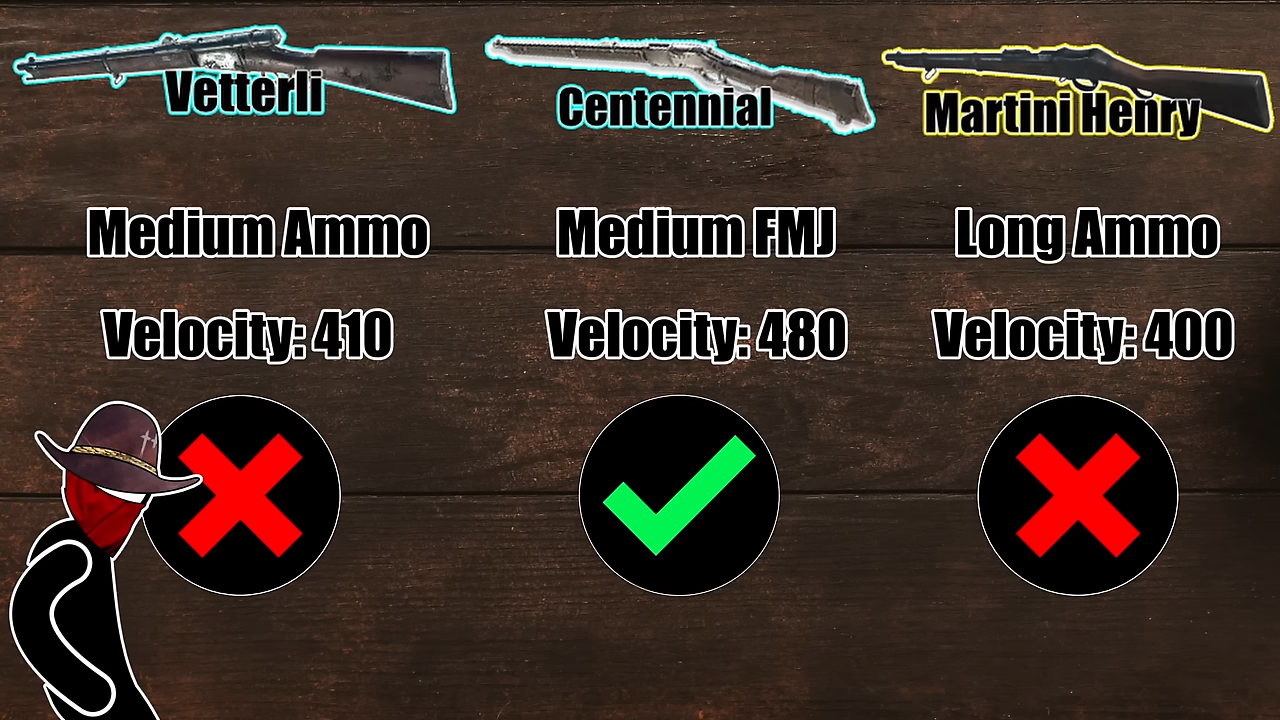 Vetterli
Centennial
Martini Henry
Medium Ammo
Medium FMJ
Long Ammo
Velocity: 410
Velocity: 480
Velocity: 400